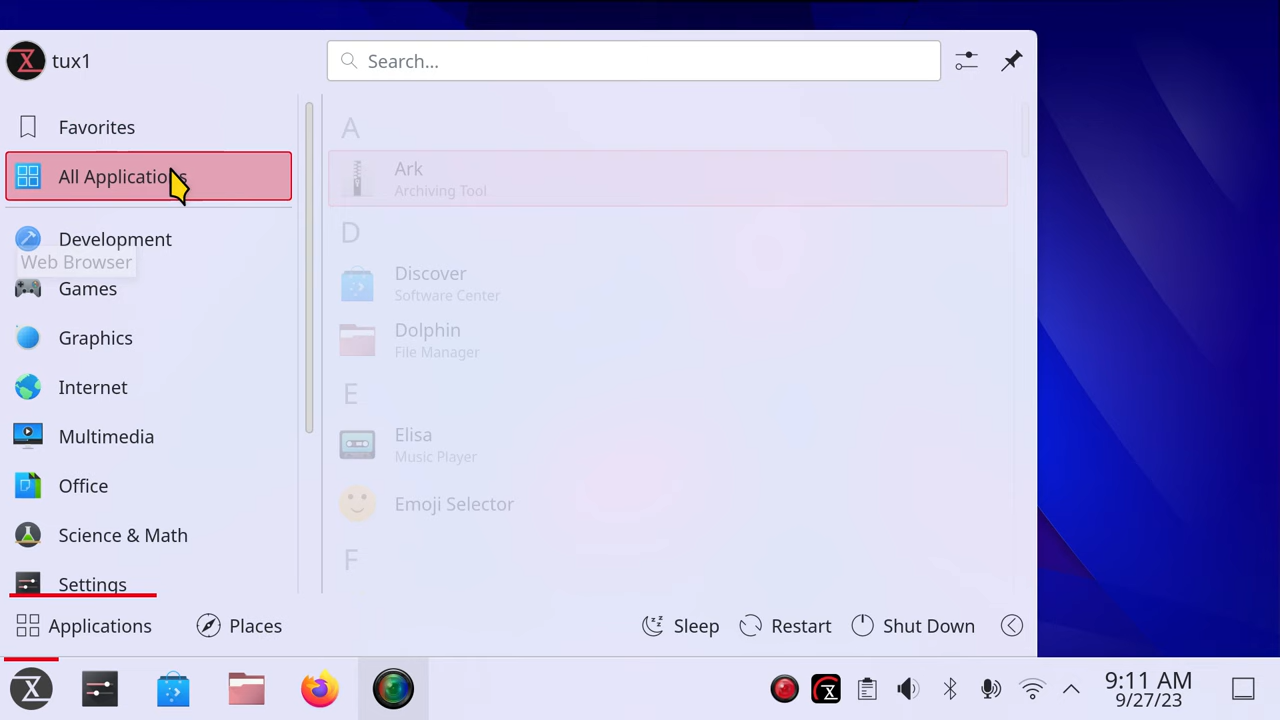 tux1
Search...
Favorites
All Applications
Development
Web Browser
Games
Graphics
Internet
Multimedia
Office
Science & Math
Settings
A
Ark
Archiving Tool
D
Discover
Software Center
Dolphin
File Manager
E
Elisa
Music Player
Emoji Selector
F
Applications
Places
Sleep
Restart
Shut Down
9:11 AM
9/27/23